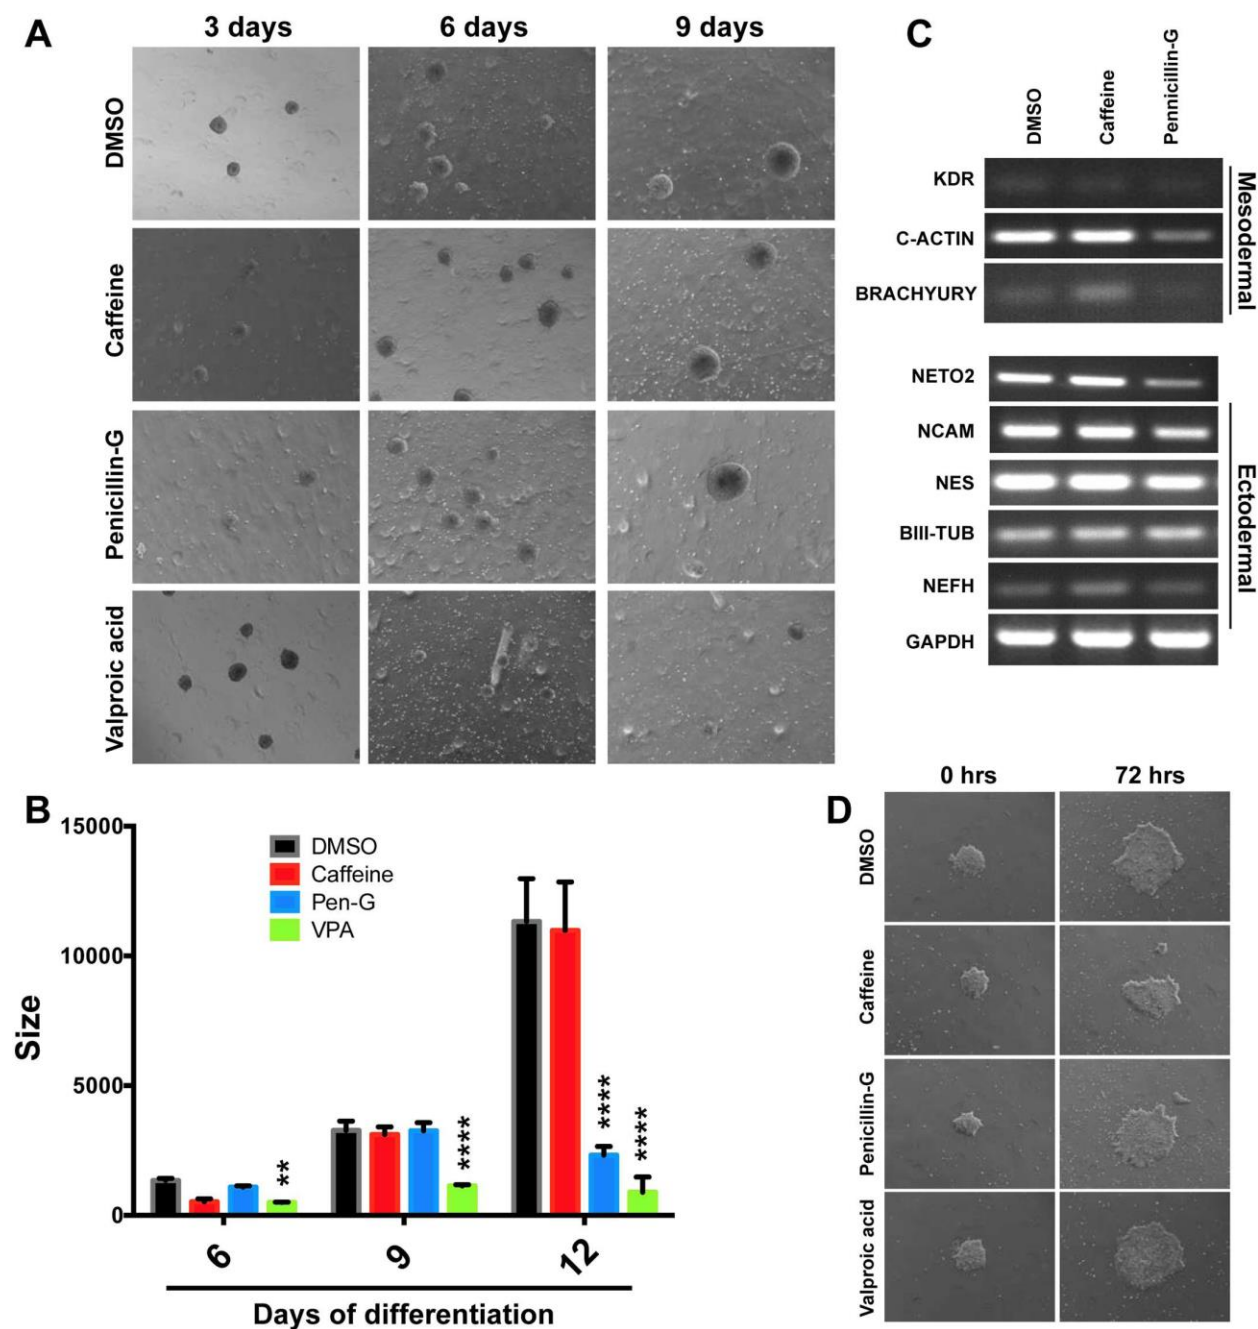 A
3 days
6 days
9 days
DMSO
Caffeine
Penicillin-G
Valproic acid
B
15000
10000
5000
0
Size
DMSO
Caffeine
Pen-G
VPA
**
****
****
****
6
9
12
Days of differentiation
C
DMSO
Caffeine
Pennicillin-G
KDR
C-ACTIN
BRACHYURY
Mesodermal
NETO2
NCAM
NES
BIII-TUB
NEFH
GAPDH
Ectodermal
D
0 hrs
72 hrs
DMSO
Caffeine
Penicillin-G
Valproic acid